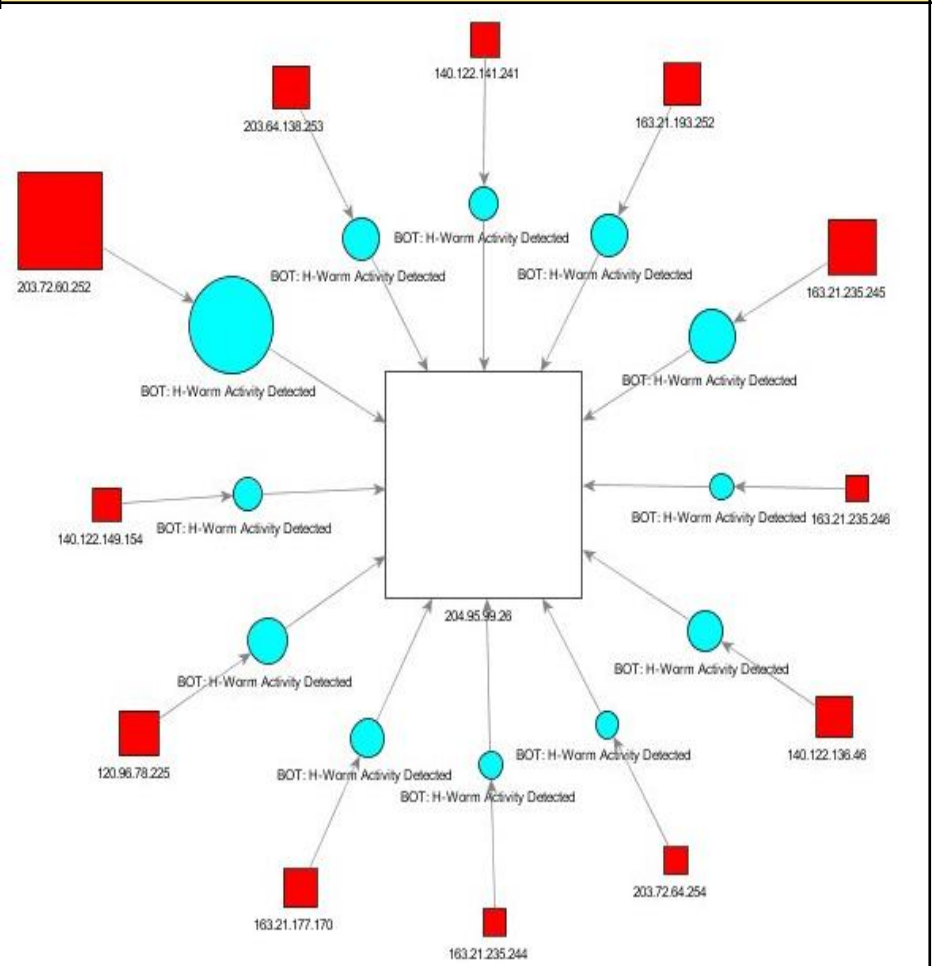 140.122.141.241
203.64.138.253
163.21.193.252
BOT: H-Worm Activity Detected
BOT: H-Worm Activity Detected
BOT: H-Worm Activity Detected
203.72.60.252
163.21.235.245
BOT: H-Worm Activity Detected
BOT: H-Worm Activity Detected
140.122.149.154
BOT: H-Worm Activity Detected
BOT: H-Worm Activity Detected
163.21.235.246
204.95.99.26
BOT: H-Worm Activity Detected
BOT: H-Worm Activity Detected
120.96.78.225
140.122.136.46
BOT: H-Worm Activity Detected
BOT: H-Worm Activity Detected
BOT: H-Worm Activity Detected
203.72.64.254
163.21.177.170
163.21.235.244